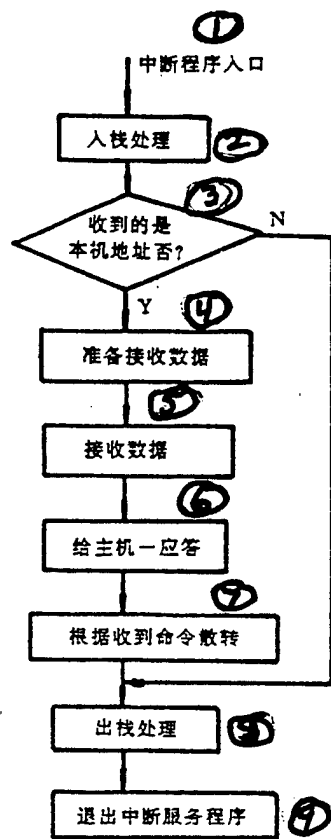 ①
中断程序入口
入栈处理
②
③
收到的是
本机地址否?
N
Y
④
准备接收数据
⑤
接收数据
⑥
给主机一应答
⑦
根据收到命令散转
出栈处理
⑧
退出中断服务程序
⑨